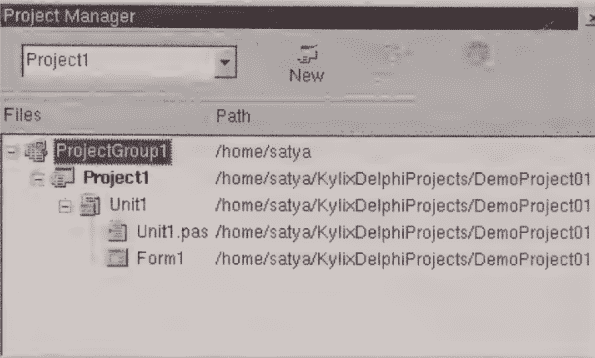 Project Manager
Project1
New
Files Path
ProjectGroup1 /home/satya
Project1 /home/satya/KylixDelphiProjects/DemoProject01
Unit1 /home/satya/KylixDelphiProjects/DemoProject01
Unit1.pas /home/satya/KylixDelphiProjects/DemoProject01
Form1 /home/satya/KylixDelphiProjects/DemoProject01